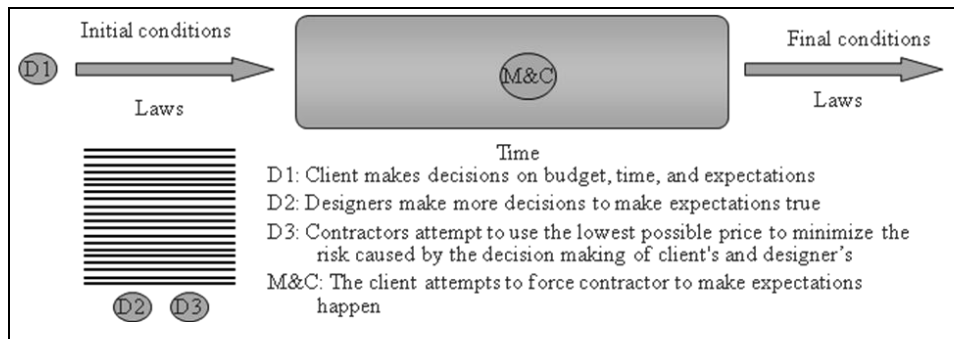 Initial conditions
Final conditions
D1
M&C
Laws
Laws
Time
D1: Client makes decisions on budget, time, and expectations
D2: Designers make more decisions to make expectations true
D3: Contractors attempt to use the lowest possible price to minimize the
risk caused by the decision making of client's and designer’s
M&C: The client attempts to force contractor to make expectations
happen
D2
D3